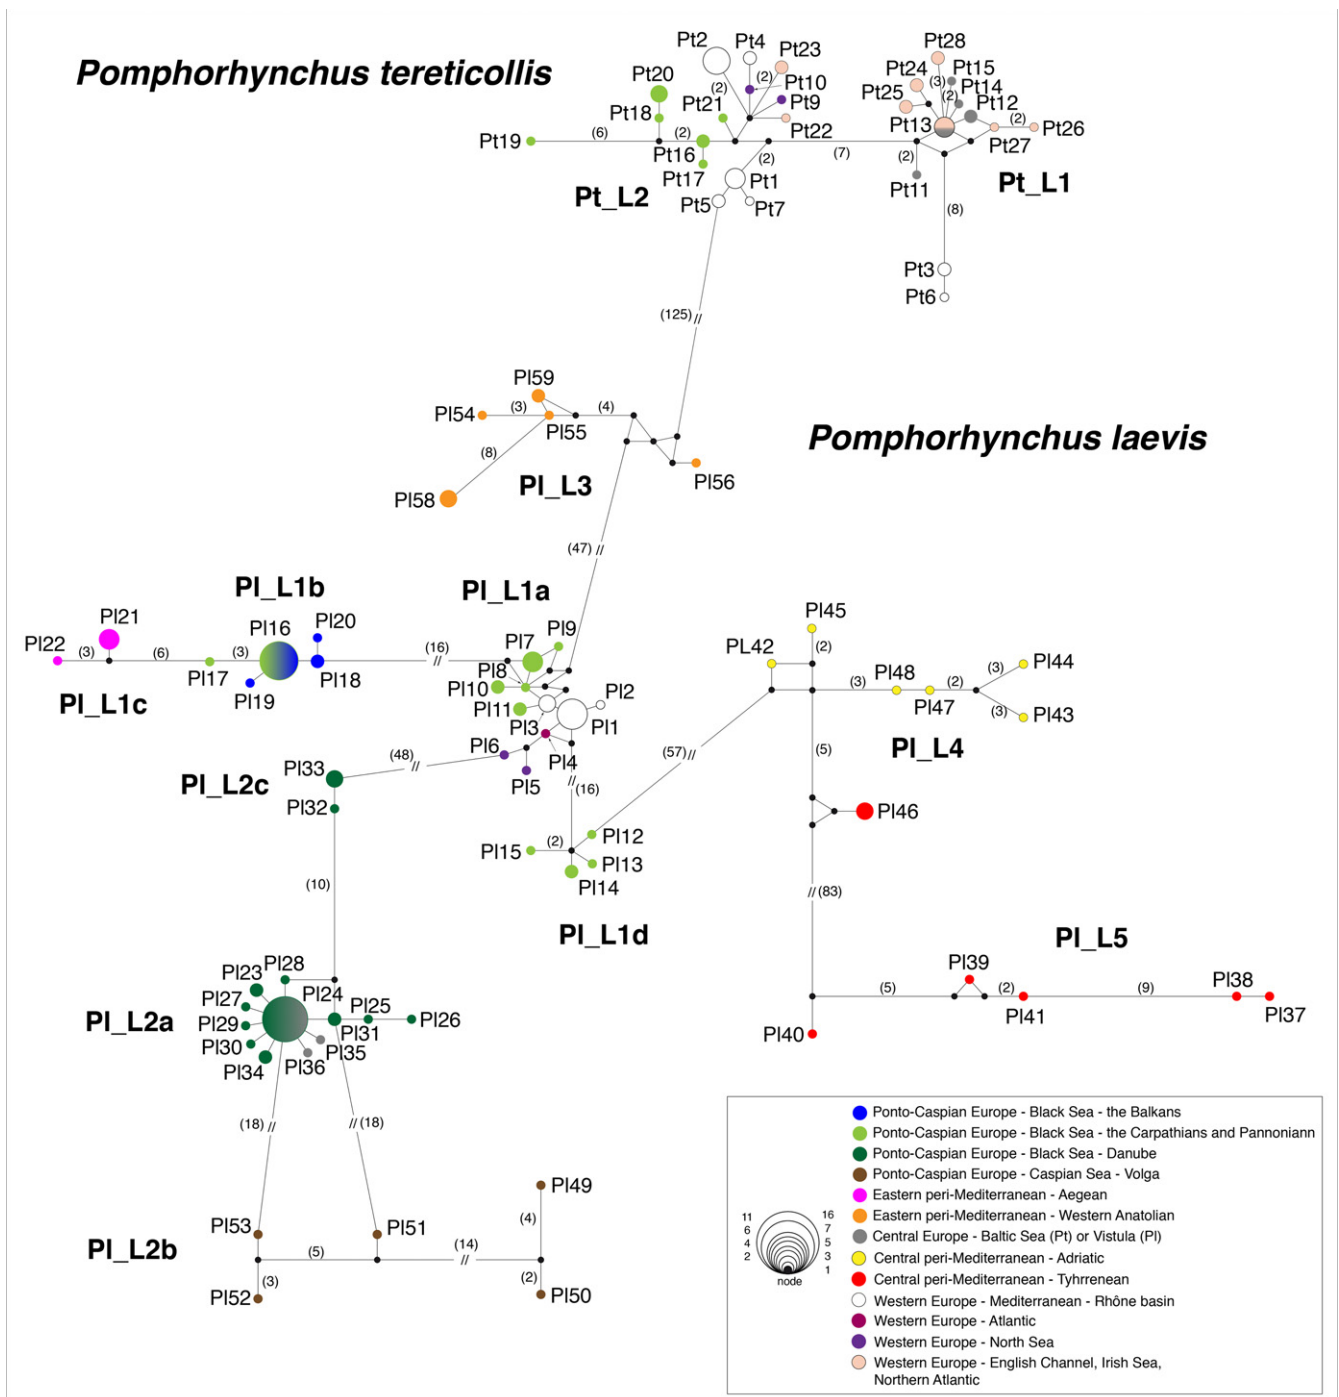 Pomphorhynchus tereticollis
Pt2
Pt4
Pt23
Pt28
Pt20
(2)
(2)
Pt10
Pt24
(3)
Pt15
(2)
Pt14
Pt18
Pt21
Pt9
Pt25
Pt12
Pt13
(2)
Pt26
Pt19
(6)
(2)
Pt22
Pt16
(2)
(7)
(2)
Pt27
Pt17
Pt1
Pt11
Pt_L2
Pt5
Pt7
Pt_L1
(8)
Pt3
Pt6
(125) //
Pl59
Pl54
(3)
(4)
Pl55
Pomphorhynchus laevis
(8)
Pl_L3
Pl56
Pl58
(47) //
Pl_L1b
Pl_L1a
Pl21
Pl20
Pl45
Pl16
Pl9
Pl7
(2)
Pl22
(3)
(6)
(3)
(16)
//
PL42
Pl44
Pl17
Pl8
Pl48
(3)
Pl18
Pl10
(3)
(2)
Pl19
Pl2
Pl47
(3)
Pl43
Pl_L1c
Pl11
Pl3
Pl1
Pl_L4
Pl6
Pl4
(5)
(48)
//
(57) //
Pl33
Pl5
Pl_L2c
//
(16)
Pl32
Pl46
Pl12
Pl15
(2)
Pl13
Pl14
(10)
// (83)
Pl_L1d
Pl_L5
Pl28
Pl39
Pl23
Pl38
Pl24
(5)
(2)
(9)
Pl27
Pl25
Pl_L2a
Pl29
Pl31
Pl26
Pl41
Pl37
Pl30
Pl35
Pl40
Pl34
Pl36
(18) //
// (18)
Pl49
Pl53
Pl51
(4)
Pl_L2b
(5)
(14)
//
(3)
(2)
Pl52
Pl50
11
6
4
2
16
7
5
3
1
node
Ponto-Caspian Europe - Black Sea - the Balkans
Ponto-Caspian Europe - Black Sea - the Carpathians and Pannoniann
Ponto-Caspian Europe - Black Sea - Danube
Ponto-Caspian Europe - Caspian Sea - Volga
Eastern peri-Mediterranean - Aegean
Eastern peri-Mediterranean - Western Anatolian
Central Europe - Baltic Sea (Pt) or Vistula (Pl)
Central peri-Mediterranean - Adriatic
Central peri-Mediterranean - Tyhrrenean
Western Europe - Mediterranean - Rhône basin
Western Europe - Atlantic
Western Europe - North Sea
Western Europe - English Channel, Irish Sea,
Northern Atlantic